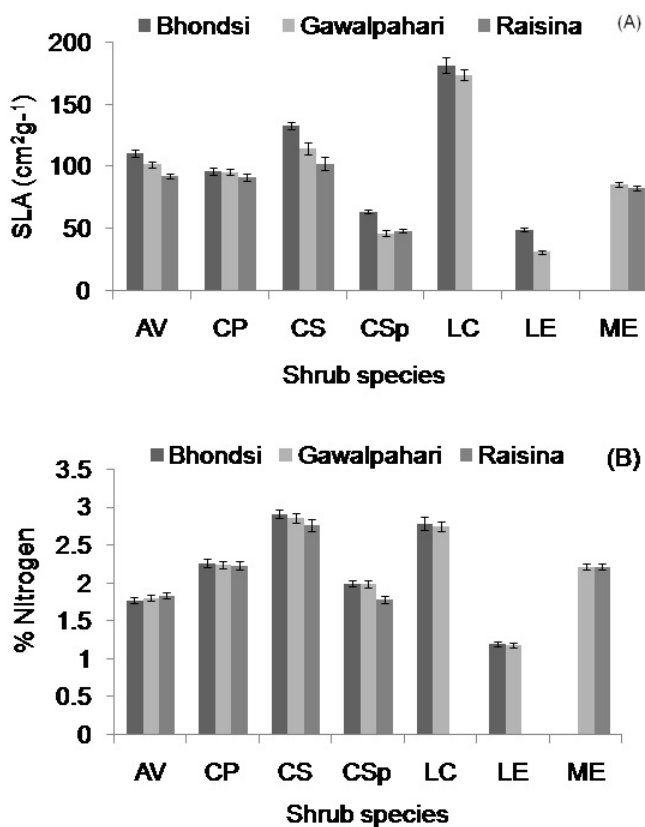 Bhondsi Gawalpahari Raisina (A)
200
150
100
50
0
SLA (cm²g-¹)
AV CP CS CSp LC LE ME
Shrub species
Bhondsi Gawalpahari Raisina (B)
3.5
3
2.5
2
1.5
1
0.5
0
% Nitrogen
AV CP CS CSp LC LE ME
Shrub species